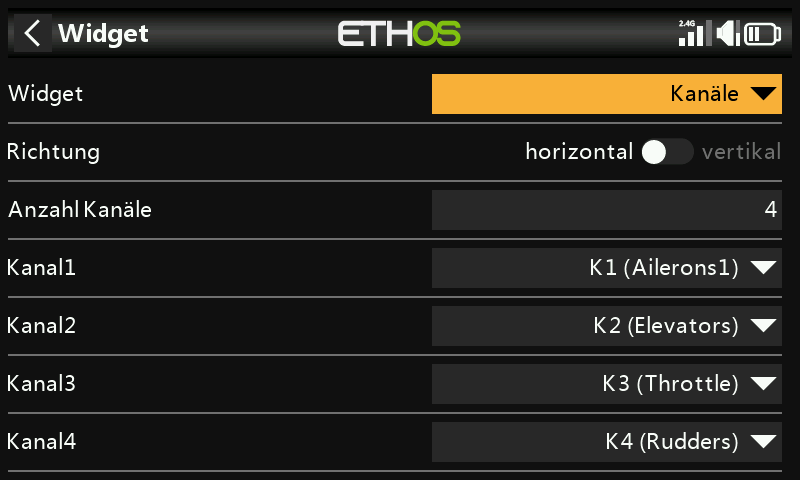 Widget
ETHOS
2.4G
Widget Kanäle
Richtung horizontal vertikal
Anzahl Kanäle 4
Kanal1 K1 (Ailerons1)
Kanal2 K2 (Elevators)
Kanal3 K3 (Throttle)
Kanal4 K4 (Rudders)